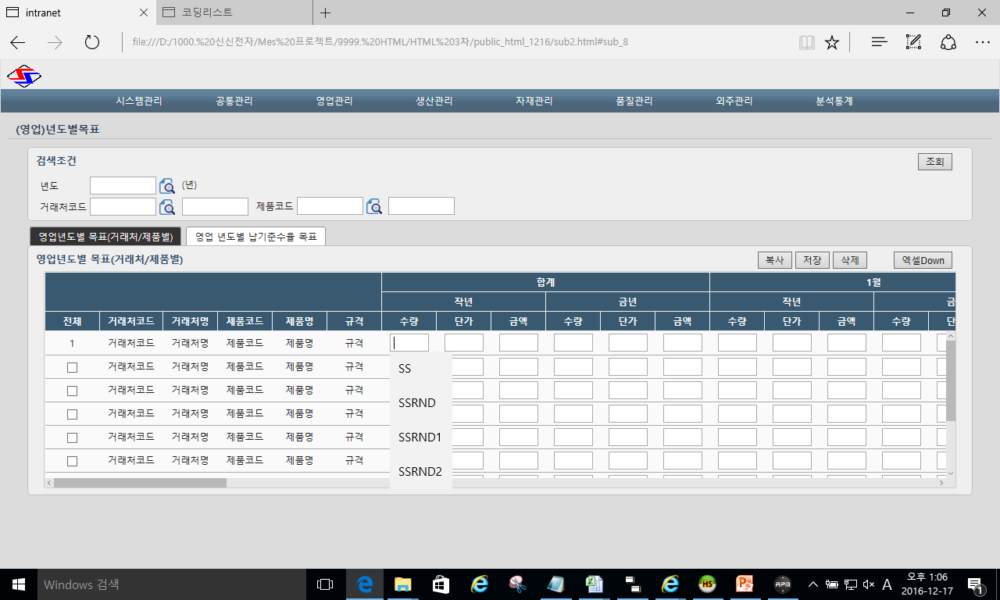 intranet
코딩리스트
file:///D:/1000.%20신신전자/Mes%20프로젝트/9999.%20HTML/HTML%203차/public_html_1216/sub2.html#sub_8
시스템관리 공통관리 영업관리 생산관리 자재관리 품질관리 외주관리 분석통계
(영업)년도별목표
검색조건
조회
년도 (년)
거래처코드 제품코드
영업년도별 목표(거래처/제품별) 영업 년도별 납기준수율 목표
영업년도별 목표(거래처/제품별)
복사 저장 삭제 엑셀Down
합계 1월
작년 금년 작년 금
전체 거래처코드 거래처명 제품코드 제품명 규격 수량 단가 금액 수량 단가 금액 수량 단가 금액 수량 단
1 거래처코드 거래처명 제품코드 제품명 규격
거래처코드 거래처명 제품코드 제품명 규격
거래처코드 거래처명 제품코드 제품명 규격
거래처코드 거래처명 제품코드 제품명 규격
거래처코드 거래처명 제품코드 제품명 규격
거래처코드 거래처명 제품코드 제품명 규격
SS
SSRND
SSRND1
SSRND2
Windows 검색
HS
APM
A
오후 1:06
2016-12-17
1